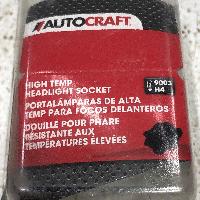 AUTOCRAFT
HIGH TEMP
HEADLIGHT SOCKET
9003
H4
PORTALÁMPARAS DE ALTA
TEMP PARA FOCOS DELANTEROS
DOUILLE POUR PHARE
RÉSISTANTE AUX
TEMPÉRATURES ÉLEVÉES